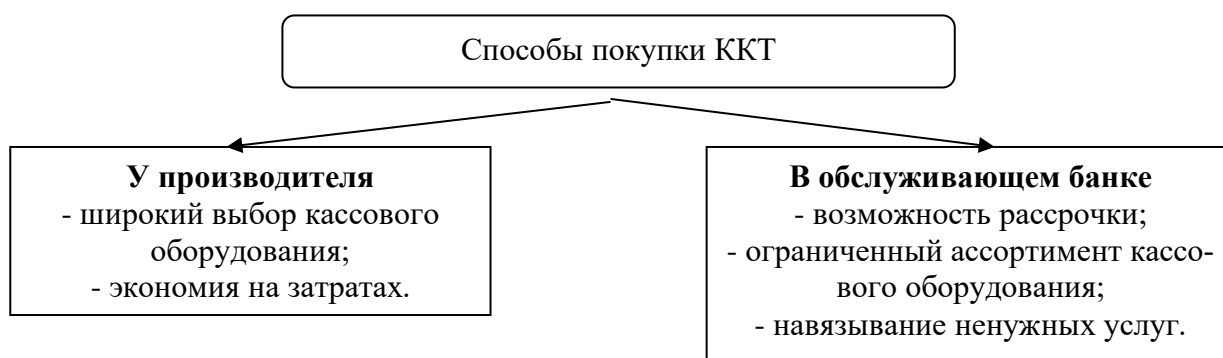 Способы покупки ККТ
У производителя
- широкий выбор кассового
оборудования;
- экономия на затратах.
В обслуживающем банке
- возможность рассрочки;
- ограниченный ассортимент кассо-
вого оборудования;
- навязывание ненужных услуг.